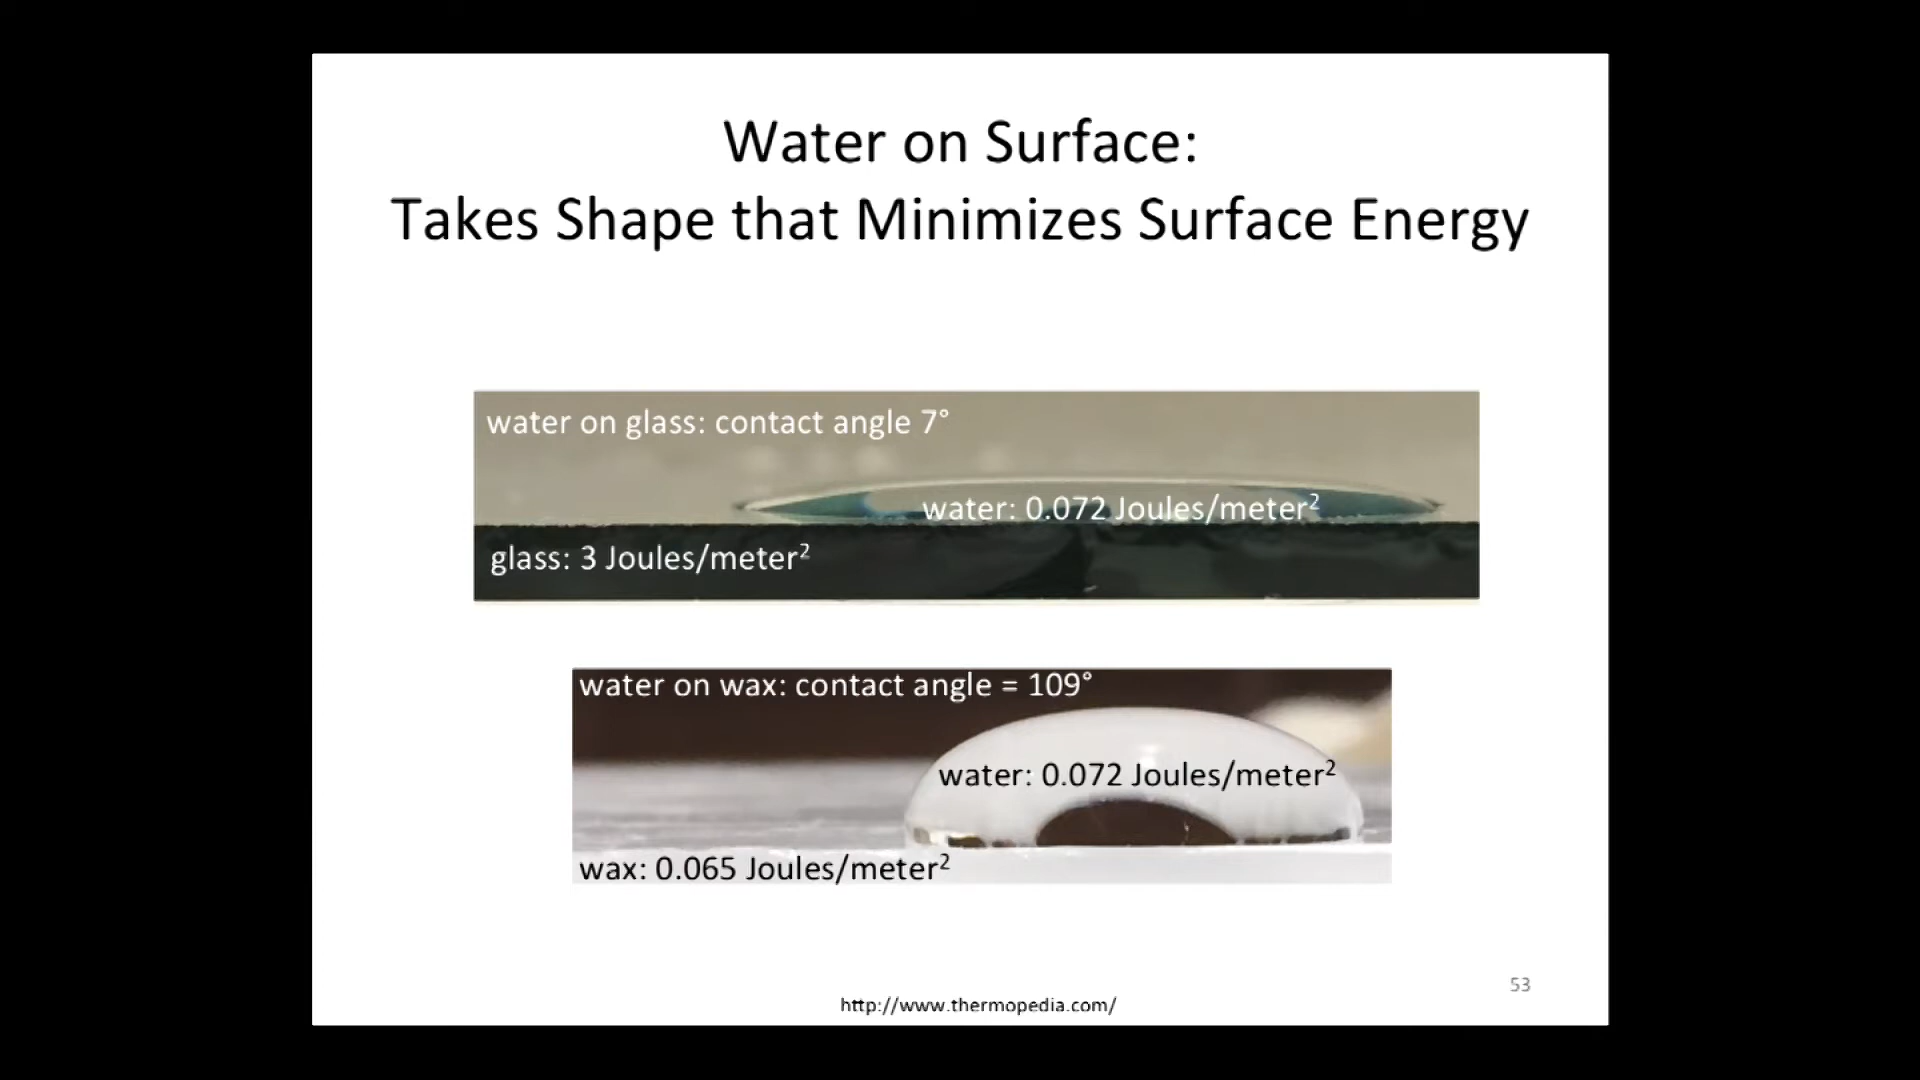 Water on Surface:
Takes Shape that Minimizes Surface Energy
water on glass: contact angle 7°
water: 0.072 Joules/meter²
glass: 3 Joules/meter²
water on wax: contact angle = 109°
water: 0.072 Joules/meter²
wax: 0.065 Joules/meter²
53
http://www.thermopedia.com/